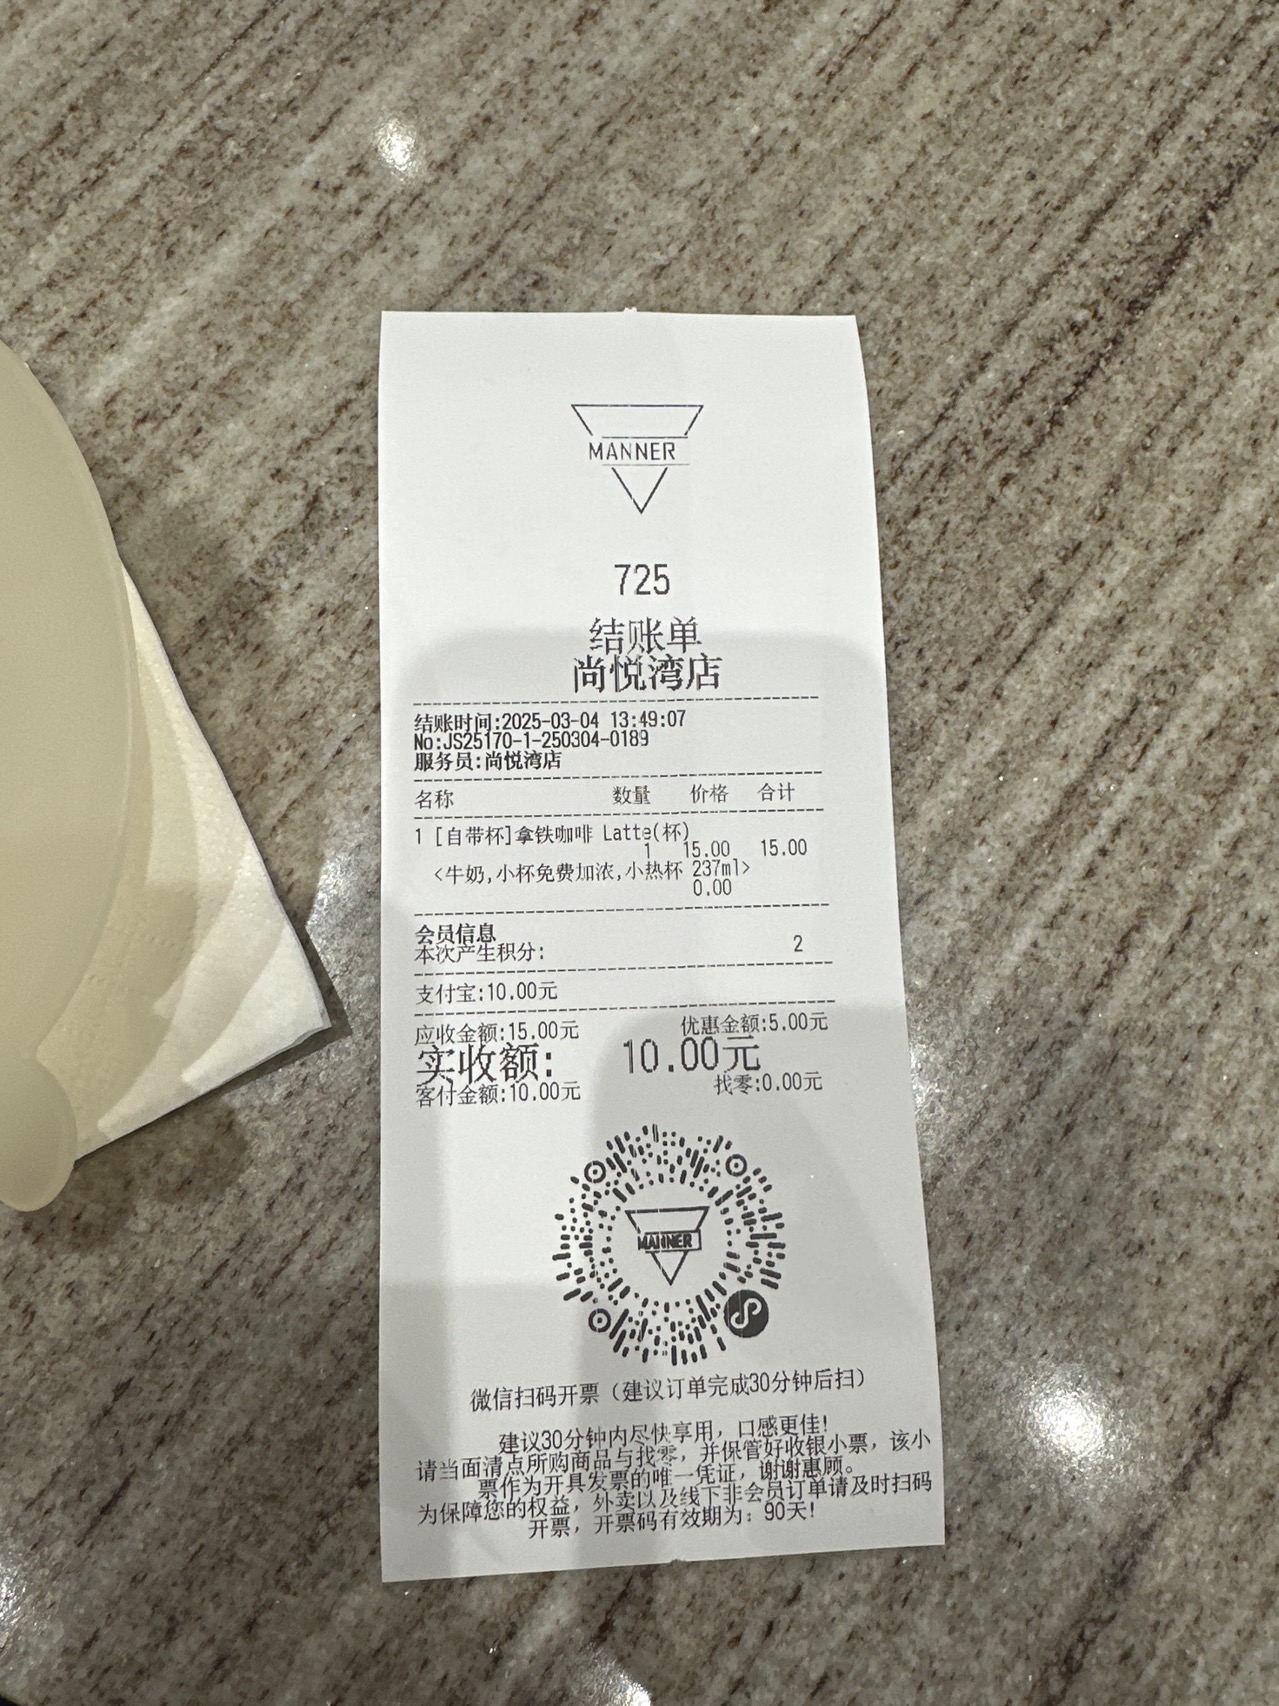 MANNER
725
结账单
尚悦湾店
结账时间:2025-03-04 13:49:07
No:JS25170-1-250304-0189
服务员:尚悦湾店
名称 数量 价格 合计
1 [自带杯]拿铁咖啡 Latte(杯)
1 15.00 15.00
<牛奶,小杯免费加浓,小热杯 237ml>
0.00
会员信息
本次产生积分: 2
支付宝:10.00元
应收金额:15.00元 优惠金额:5.00元
实收额: 10.00元
客付金额:10.00元 找零:0.00元
MANNER
微信扫码开票（建议订单完成30分钟后扫）
建议30分钟内尽快享用，口感更佳!
请当面清点所购商品与找零，并保管好收银小票，该小
票作为开具发票的唯一凭证，谢谢惠顾。
为保障您的权益，外卖以及线下非会员订单请及时扫码
开票，开票码有效期为：90天!